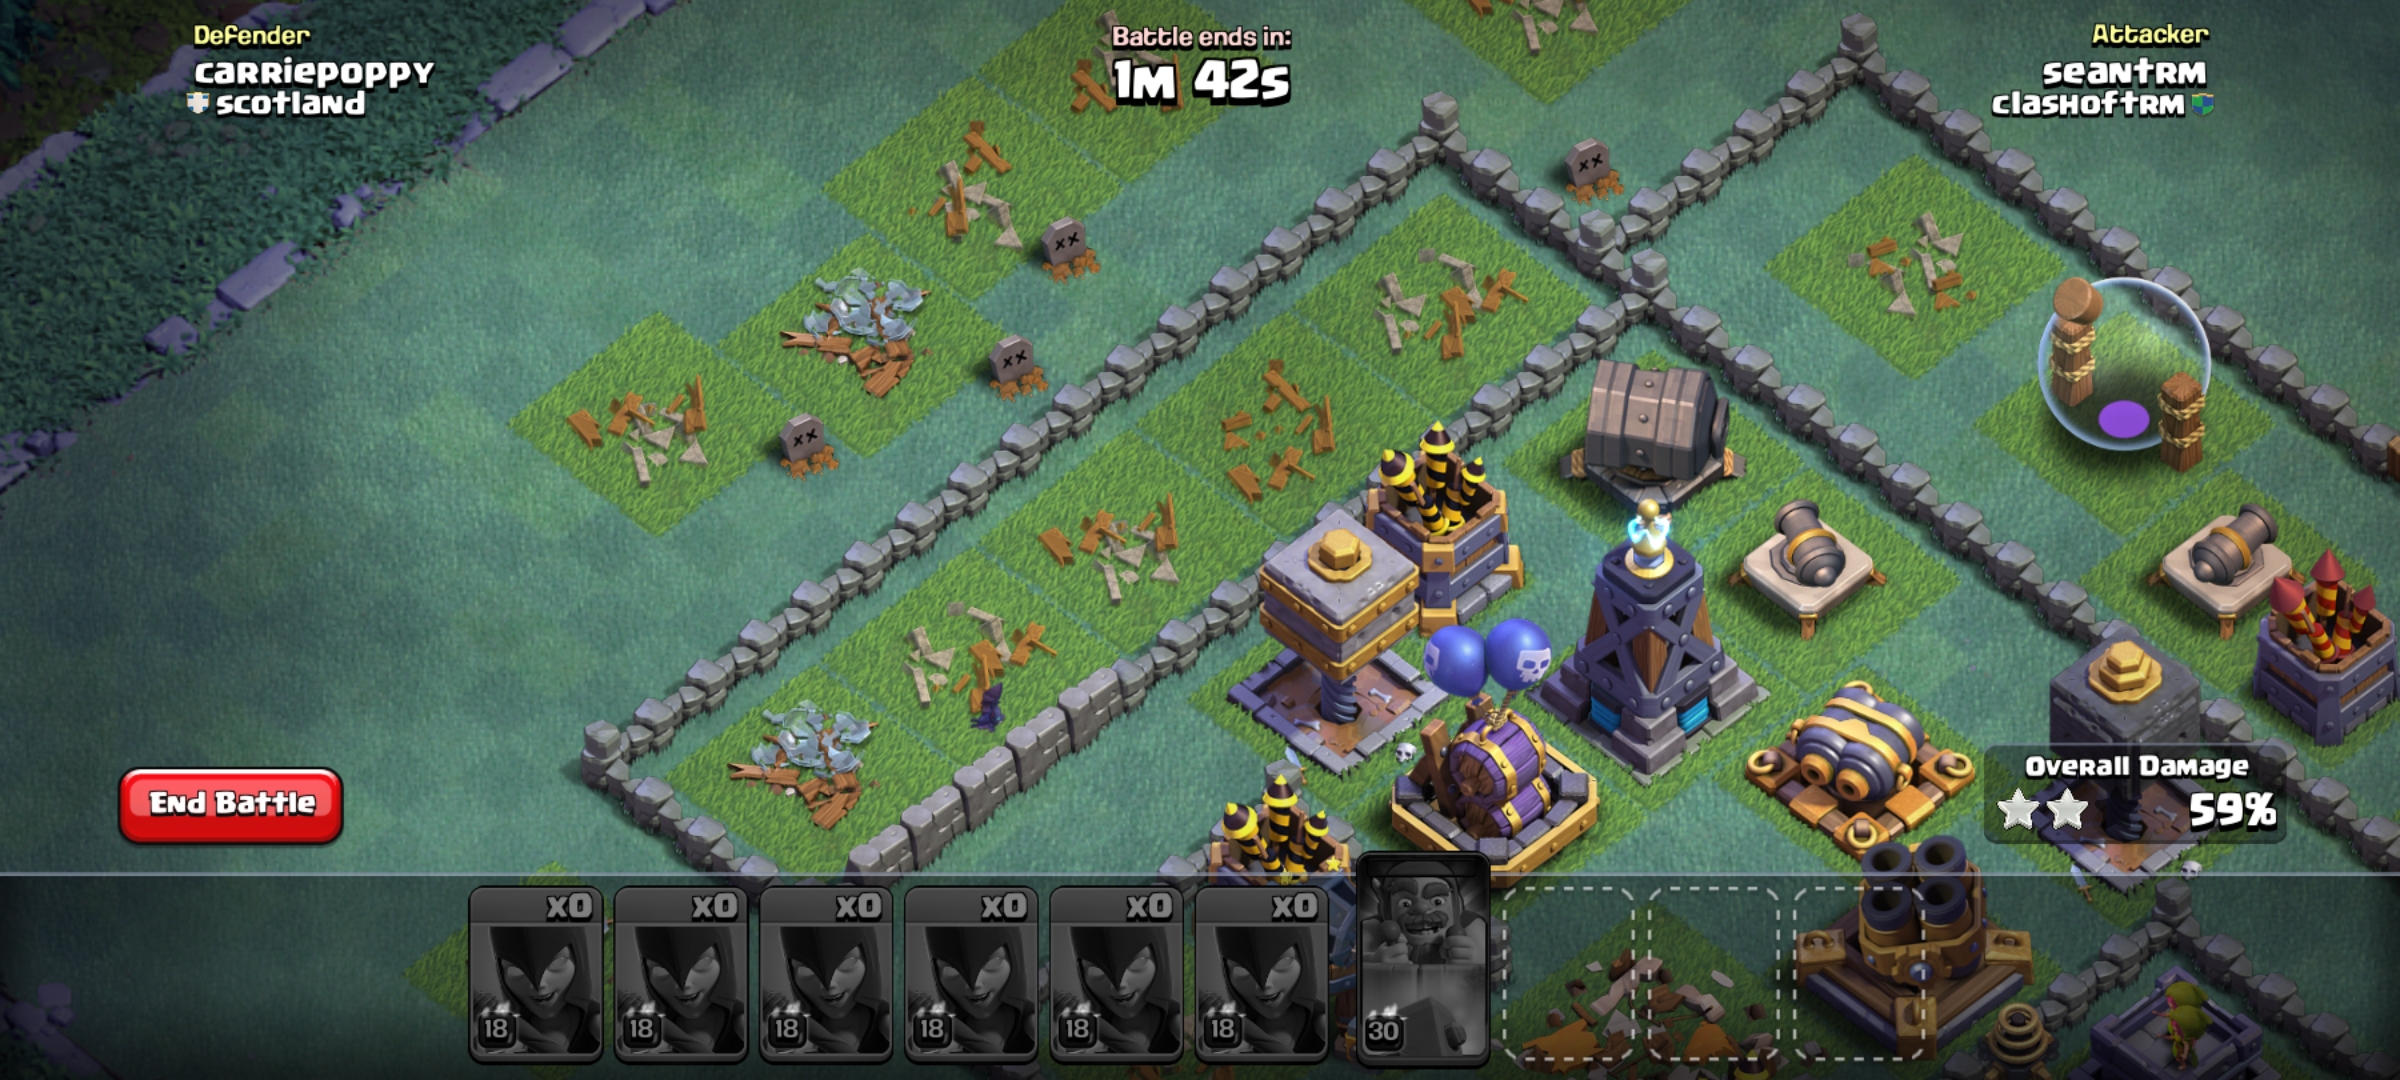 Defender
carriepoppy
scotland
Battle ends in:
1M 42s
Attacker
seantRM
clashoftRM
End Battle
Overall Damage
59%
x0
x0
x0
x0
x0
x0
18
18
18
18
18
18
30